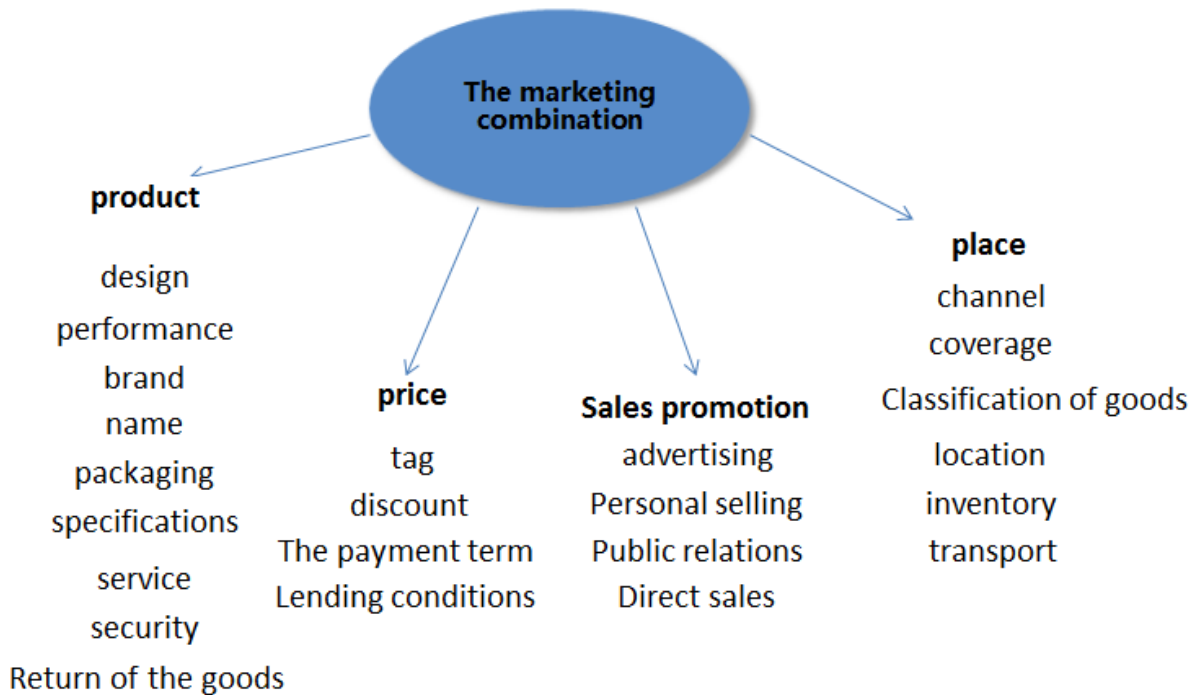 The marketing
combination
product
design
performance
brand
name
packaging
specifications
service
security
Return of the goods
price
tag
discount
The payment term
Lending conditions
Sales promotion
advertising
Personal selling
Public relations
Direct sales
place
channel
coverage
Classification of goods
location
inventory
transport